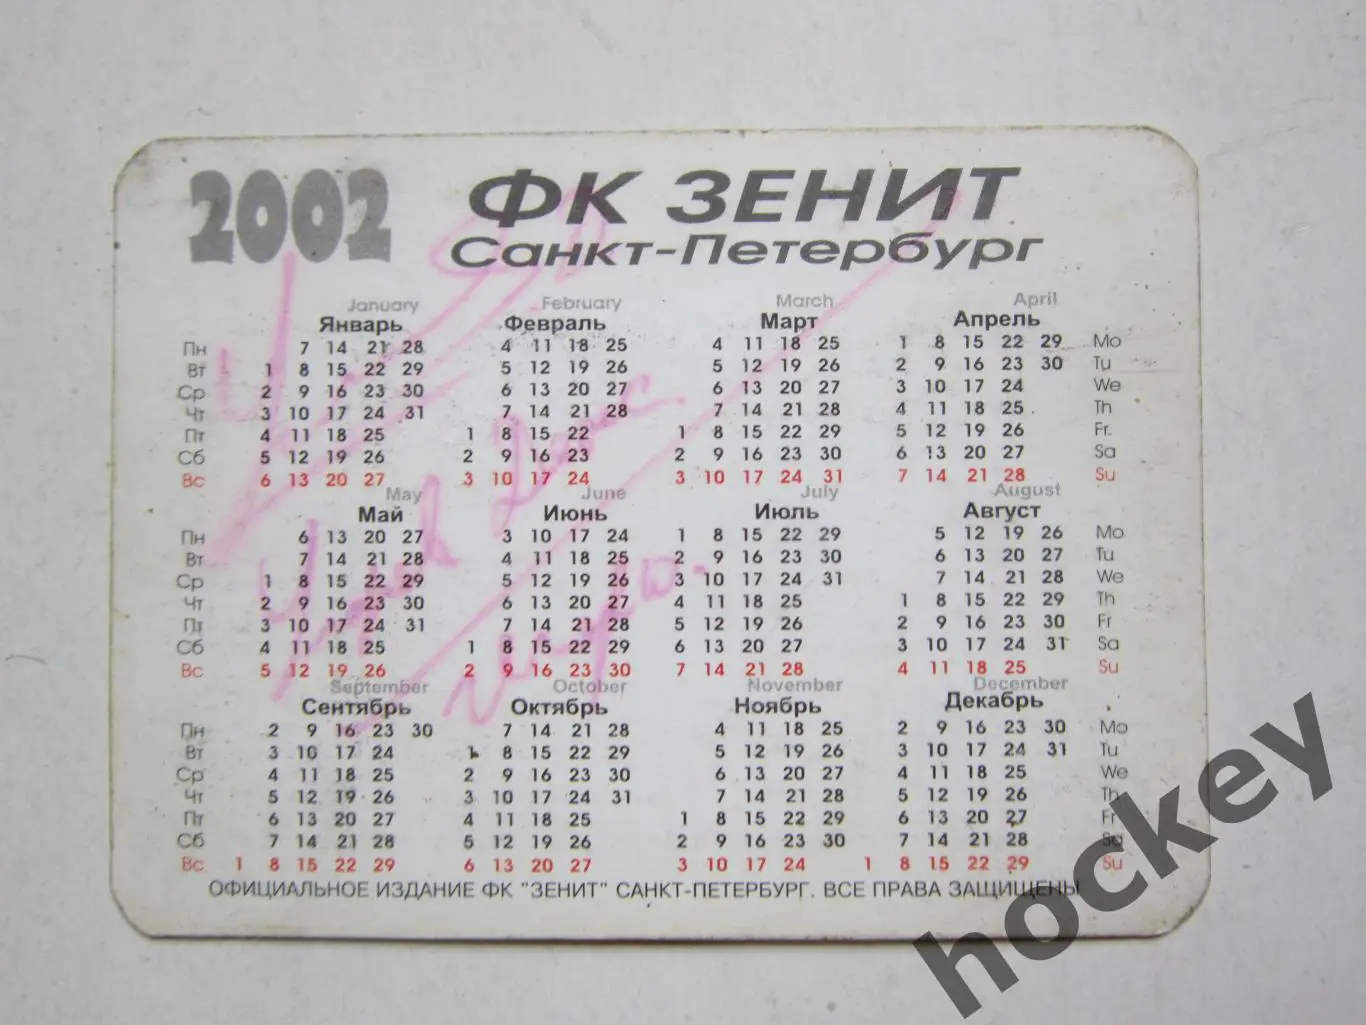 2002 ФК ЗЕНИТ
Санкт-Петербург
January February March April
Январь Февраль Март Апрель
Пн 7 14 21 28 4 11 18 25 4 11 18 25 1 8 15 22 29 Mo
Вт 1 8 15 22 29 5 12 19 26 5 12 19 26 2 9 16 23 30 Tu
Ср 2 9 16 23 30 6 13 20 27 6 13 20 27 3 10 17 24 We
Чт 3 10 17 24 31 7 14 21 28 7 14 21 28 4 11 18 25 Th
Пт 4 11 18 25 1 8 15 22 1 8 15 22 29 5 12 19 26 Fr.
Сб 5 12 19 26 2 9 16 23 2 9 16 23 30 6 13 20 27 Sa
Вс 6 13 20 27 3 10 17 24 3 10 17 24 31 7 14 21 28 Su
May June July August
Май Июнь Июль Август
Пн 6 13 20 27 3 10 17 24 1 8 15 22 29 5 12 19 26 Mo
Вт 7 14 21 28 4 11 18 25 2 9 16 23 30 6 13 20 27 Tu
Ср 1 8 15 22 29 5 12 19 26 3 10 17 24 31 7 14 21 28 We
Чт 2 9 16 23 30 6 13 20 27 4 11 18 25 1 8 15 22 29 Th
Пт 3 10 17 24 31 7 14 21 28 5 12 19 26 2 9 16 23 30 Fr
Сб 4 11 18 25 1 8 15 22 29 6 13 20 27 3 10 17 24 31 Sa
Вс 5 12 19 26 2 9 16 23 30 7 14 21 28 4 11 18 25 Su
September October November December
Сентябрь Октябрь Ноябрь Декабрь
Пн 2 9 16 23 30 7 14 21 28 4 11 18 25 2 9 16 23 30 Mo
Вт 3 10 17 24 1 8 15 22 29 5 12 19 26 3 10 17 24 31 Tu
Ср 4 11 18 25 2 9 16 23 30 6 13 20 27 4 11 18 25 We
Чт 5 12 19 26 3 10 17 24 31 7 14 21 28 5 12 19 26 Th
Пт 6 13 20 27 4 11 18 25 1 8 15 22 29 6 13 20 27 Fr
Сб 7 14 21 28 5 12 19 26 2 9 16 23 30 7 14 21 28 Sa
Вс 1 8 15 22 29 6 13 20 27 3 10 17 24 1 8 15 22 29 Su
ОФИЦИАЛЬНОЕ ИЗДАНИЕ ФК "ЗЕНИТ" САНКТ-ПЕТЕРБУРГ. ВСЕ ПРАВА ЗАЩИЩЕНЫ
hockey